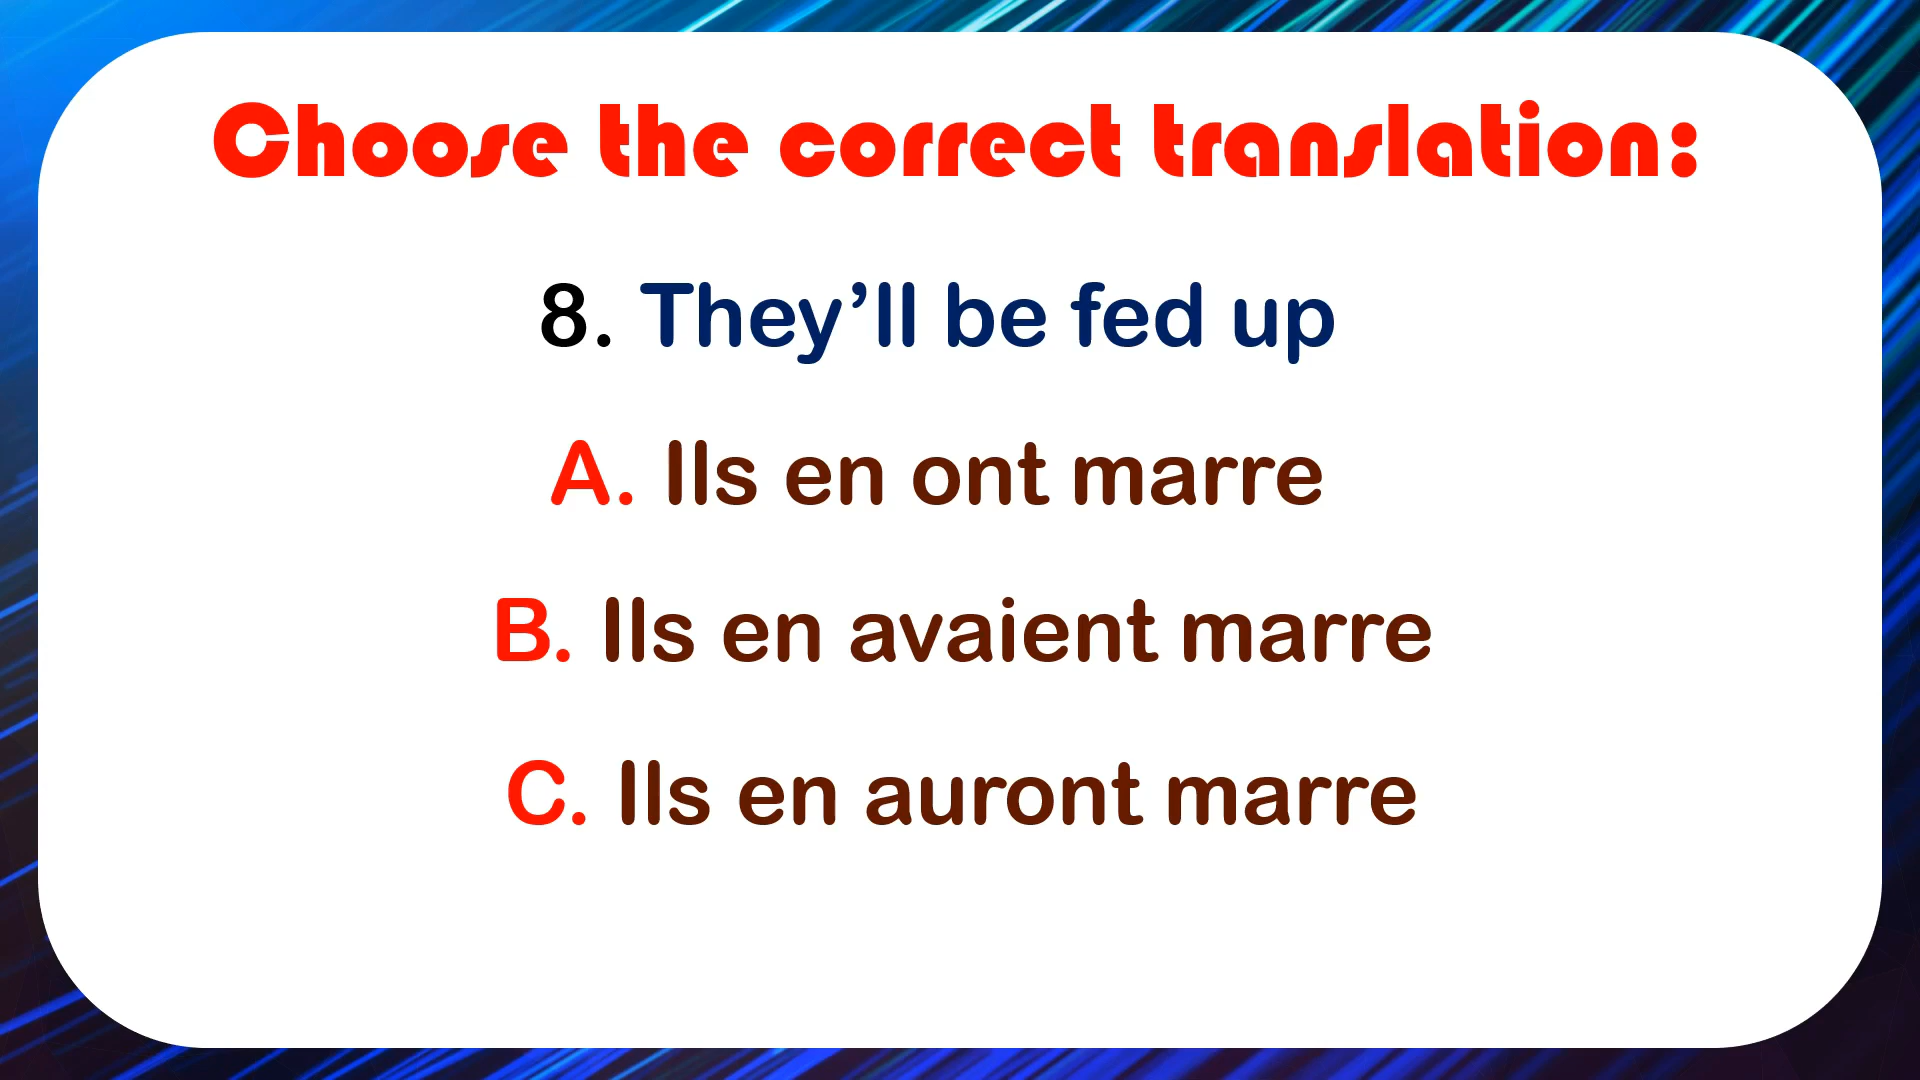 Choose the correct translation:
8. They’ll be fed up
A. Ils en ont marre
B. Ils en avaient marre
C. Ils en auront marre